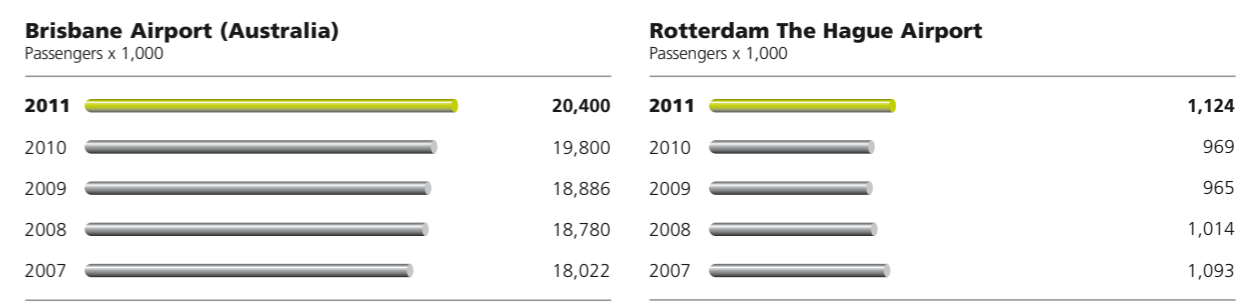 Brisbane Airport (Australia)
Passengers x 1,000
2011 20,400
2010 19,800
2009 18,886
2008 18,780
2007 18,022
Rotterdam The Hague Airport
Passengers x 1,000
2011 1,124
2010 969
2009 965
2008 1,014
2007 1,093